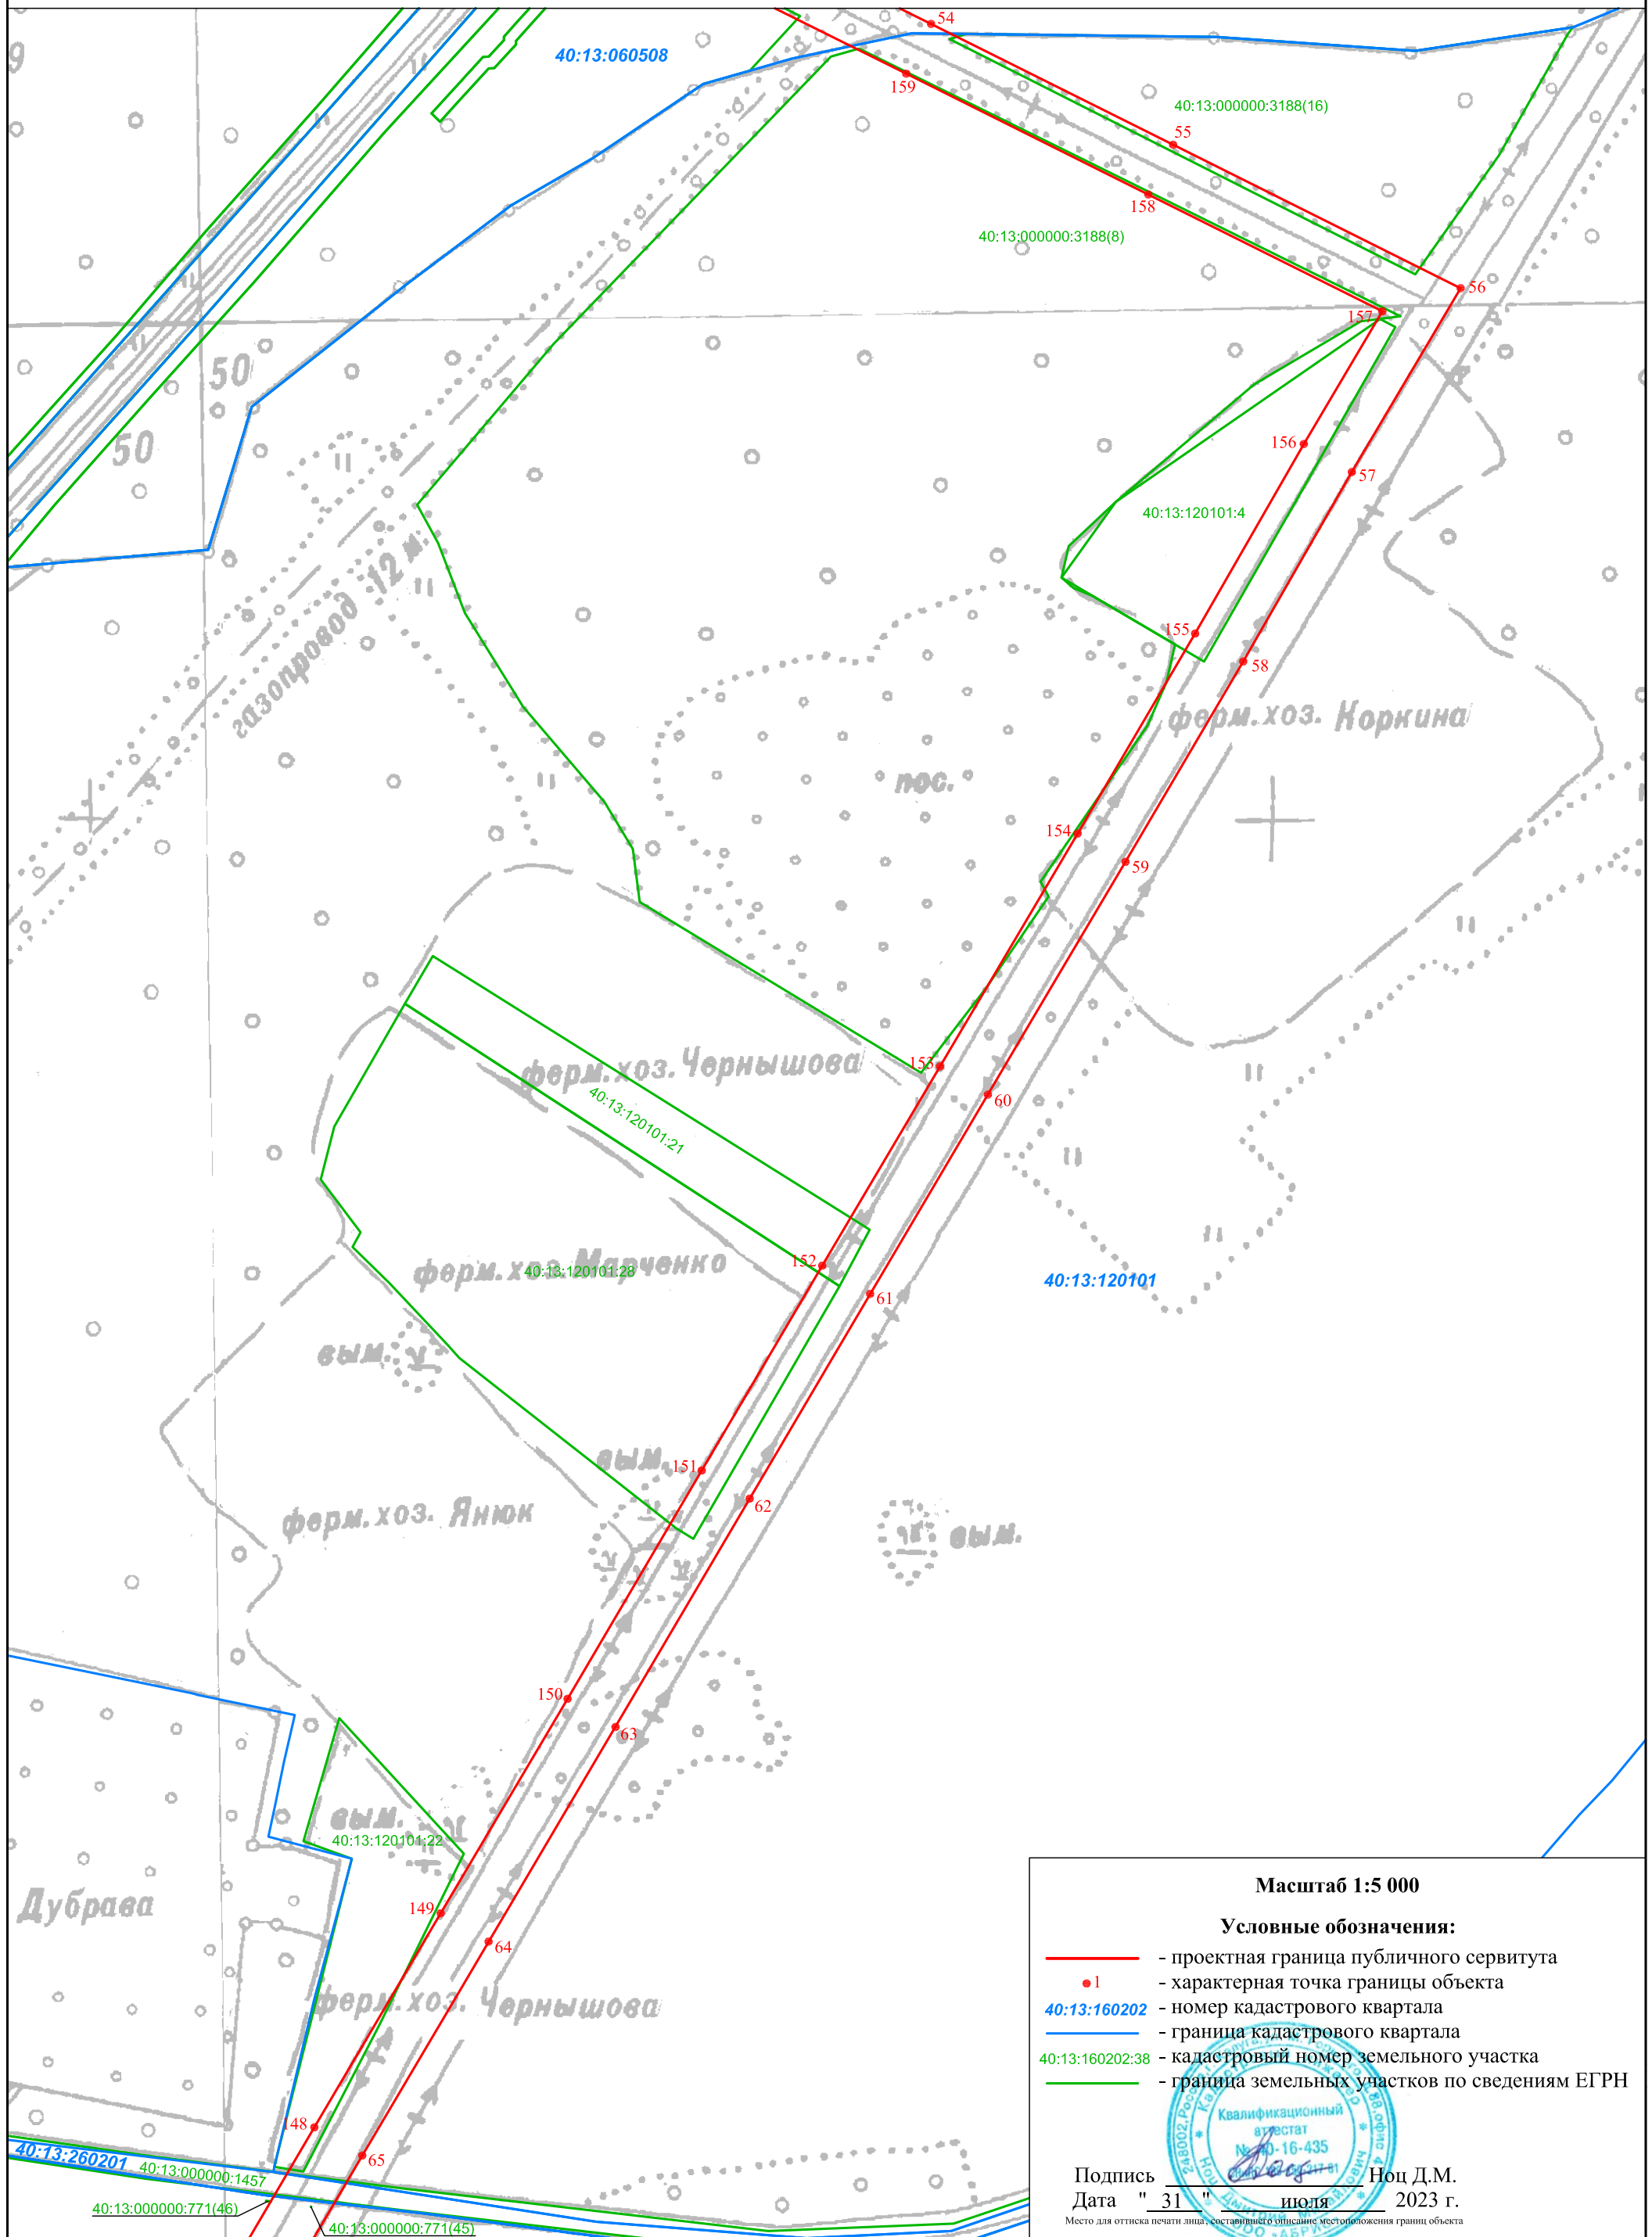 54
9
40:13:060508
159
40:13:000000:3188(16)
55
158
40:13:000000:3188(8)
56
157
50
50
156
57
40:13:120101:4
газопровод 12 м.
155
58
ферм.хоз. Коркина
пос.
154
59
153
ферм.хоз.Чернышова
60
40:13:120101:21
152
ферм.хоз.Марченко
40:13:120101:28
40:13:120101
61
вым.
вым.
151
62
ферм.хоз. Янюк
вым.
150
63
вым.
40:13:120101:22
Дубрава
149
64
ферм.хоз. Чернышова
148
65
40:13:260201
40:13:000000:1457
40:13:000000:771(46)
40:13:000000:771(45)
Масштаб 1:5 000
Условные обозначения:
- проектная граница публичного сервитута
1 - характерная точка границы объекта
40:13:160202 - номер кадастрового квартала
- граница кадастрового квартала
40:13:160202:38 - кадастровый номер земельного участка
- граница земельных участков по сведениям ЕГРН
Квалификационный
аттестат
№ 40-16-435
Подпись Ноц Д.М.
Дата " 31 " июля 2023 г.
Место для оттиска печати лица, составившего описание местоположения границ объекта